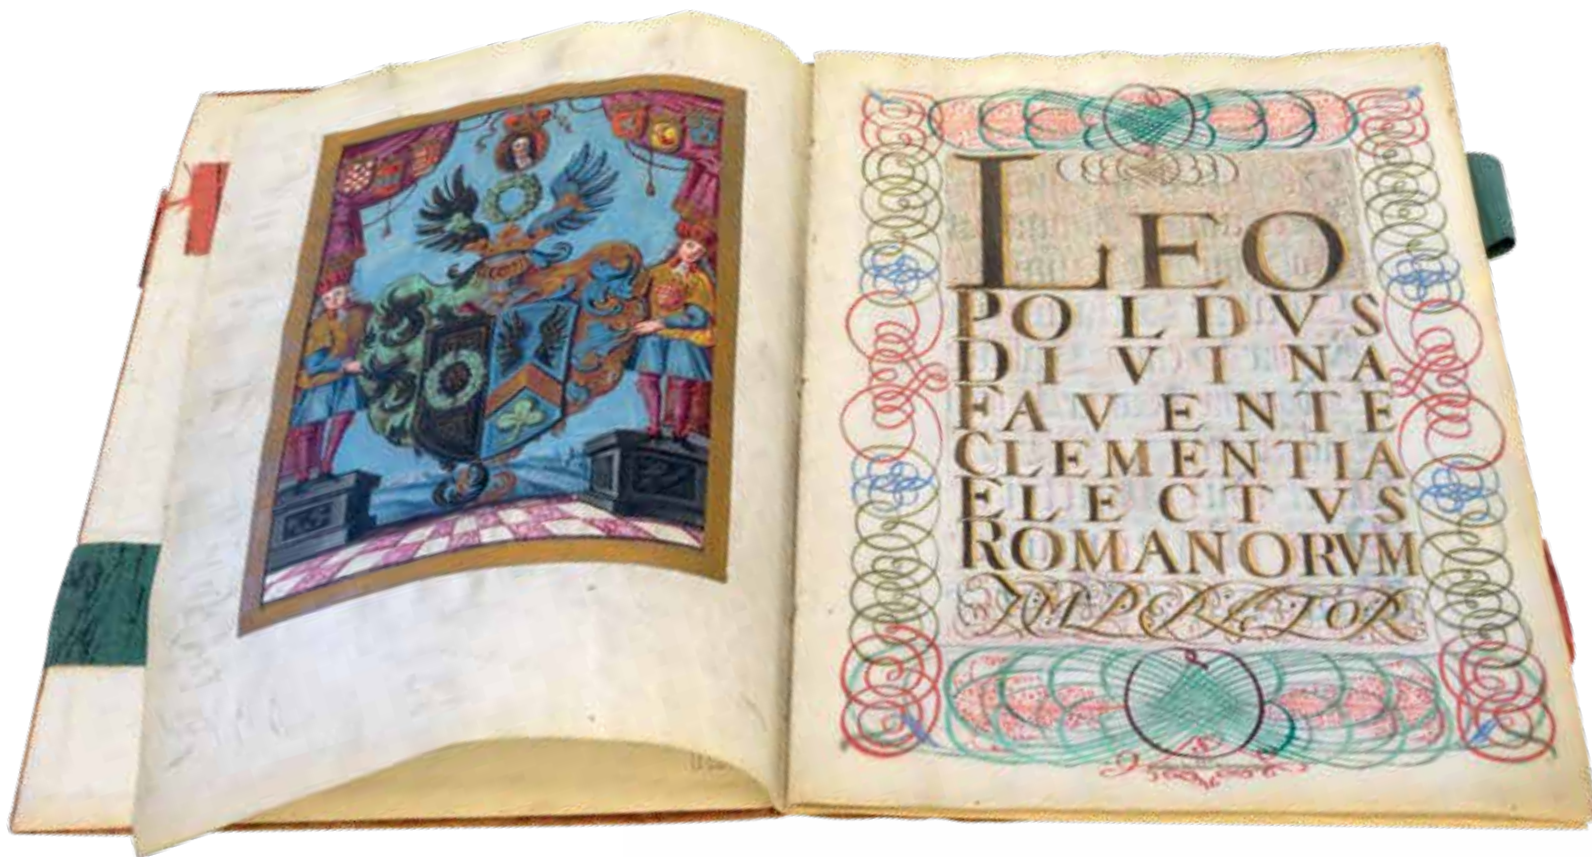 LEO
POLDVS
DIVINA
FAVENTE
CLEMENTIA
ELECTVS
ROMANORVM
IMPERATOR